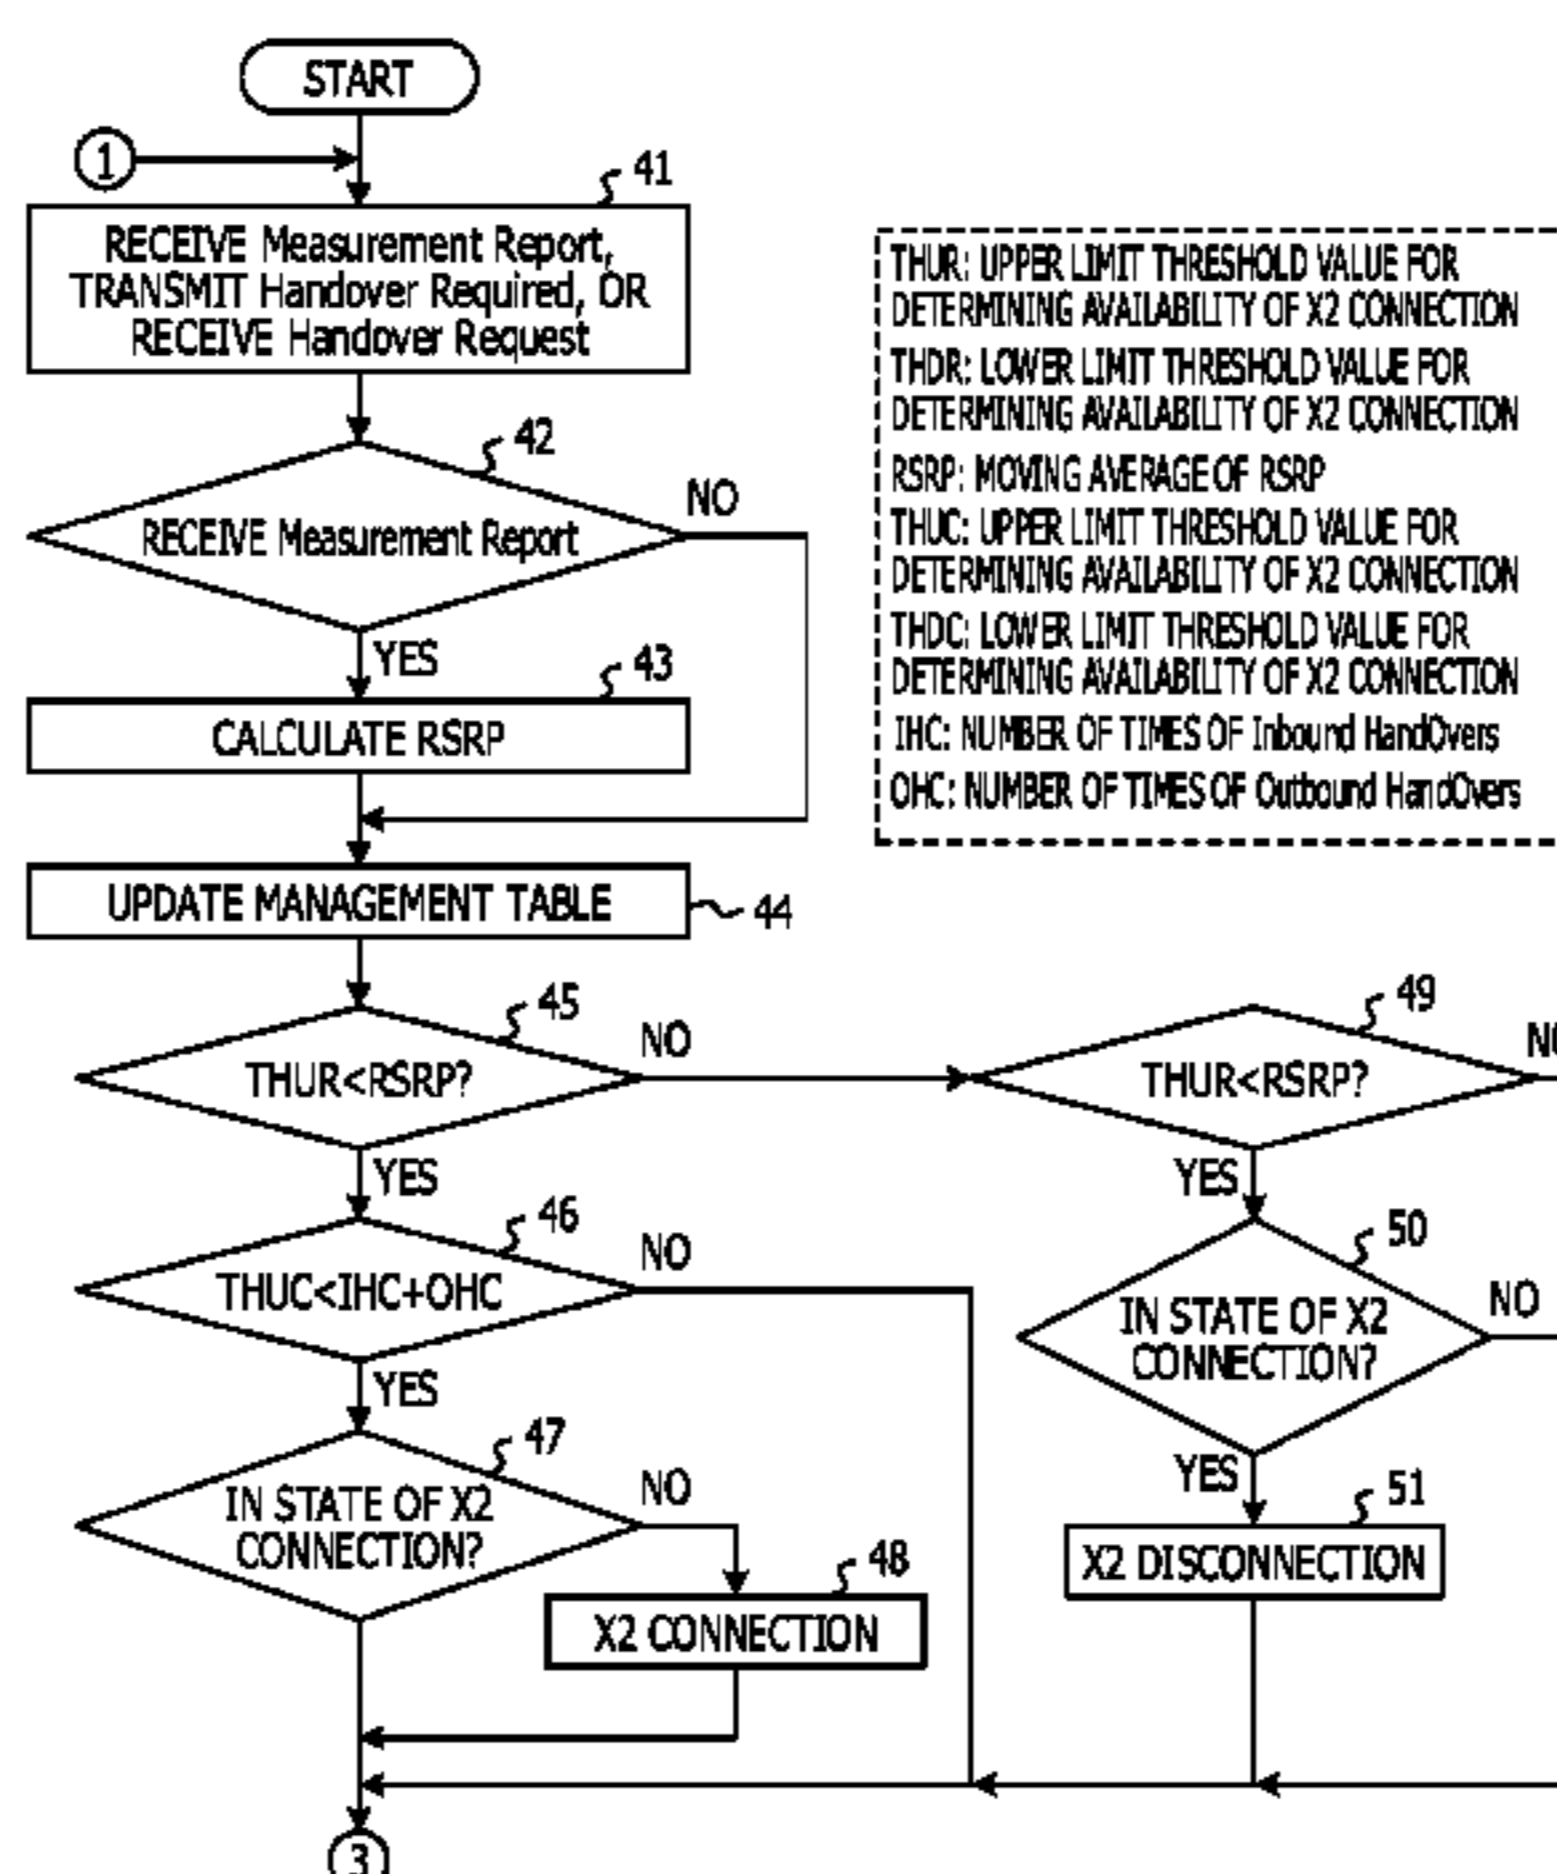 START
1
41
RECEIVE Measurement Report,
TRANSMIT Handover Required, OR
RECEIVE Handover Request
42
RECEIVE Measurement Report
NO
YES
43
CALCULATE RSRP
UPDATE MANAGEMENT TABLE
44
THUR: UPPER LIMIT THRESHOLD VALUE FOR
DETERMINING AVAILABILITY OF X2 CONNECTION
THDR: LOWER LIMIT THRESHOLD VALUE FOR
DETERMINING AVAILABILITY OF X2 CONNECTION
RSRP: MOVING AVERAGE OF RSRP
THUC: UPPER LIMIT THRESHOLD VALUE FOR
DETERMINING AVAILABILITY OF X2 CONNECTION
THDC: LOWER LIMIT THRESHOLD VALUE FOR
DETERMINING AVAILABILITY OF X2 CONNECTION
IHC: NUMBER OF TIMES OF Inbound HandOvers
OHC: NUMBER OF TIMES OF Outbound HandOvers
45
THUR<RSRP?
NO
YES
46
THUC<IHC+OHC
NO
YES
47
IN STATE OF X2
CONNECTION?
NO
48
X2 CONNECTION
49
THUR<RSRP?
NO
YES
50
IN STATE OF X2
CONNECTION?
NO
YES
51
X2 DISCONNECTION
3